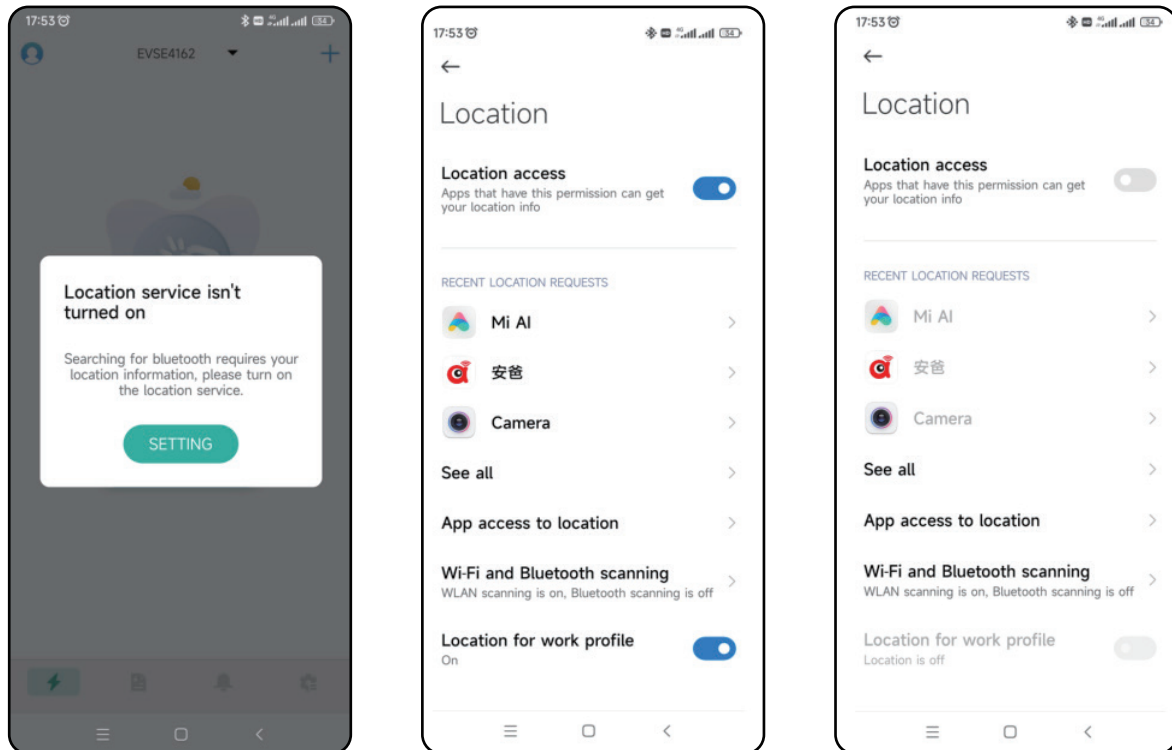 17:53
54
EVSE4162
Location service isn't
turned on
Searching for bluetooth requires your
location information, please turn on
the location service.
SETTING
17:53
4G
54
Location
Location access
Apps that have this permission can get
your location info
RECENT LOCATION REQUESTS
Mi AI
安爸
Camera
See all
App access to location
Wi-Fi and Bluetooth scanning
WLAN scanning is on, Bluetooth scanning is off
Location for work profile
On
17:53
4G
54
Location
Location access
Apps that have this permission can get
your location info
RECENT LOCATION REQUESTS
Mi AI
安爸
Camera
See all
App access to location
Wi-Fi and Bluetooth scanning
WLAN scanning is on, Bluetooth scanning is off
Location for work profile
Location is off